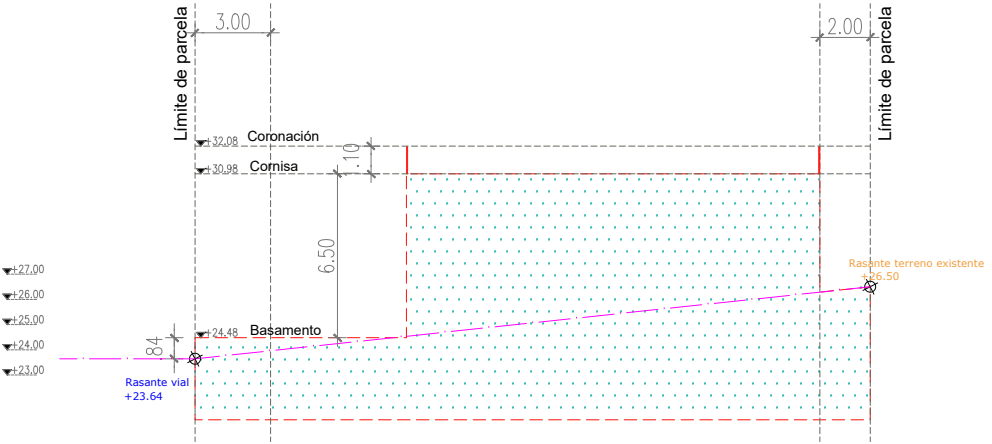 Límite de parcela
3.00
2.00
Límite de parcela
+32.08 Coronación
1.10
+30.98 Cornisa
6.50
Rasante terreno existente
+26.50
+27.00
+26.00
+25.00
+24.00
+23.00
+24.48 Basamento
84
Rasante vial
+23.64